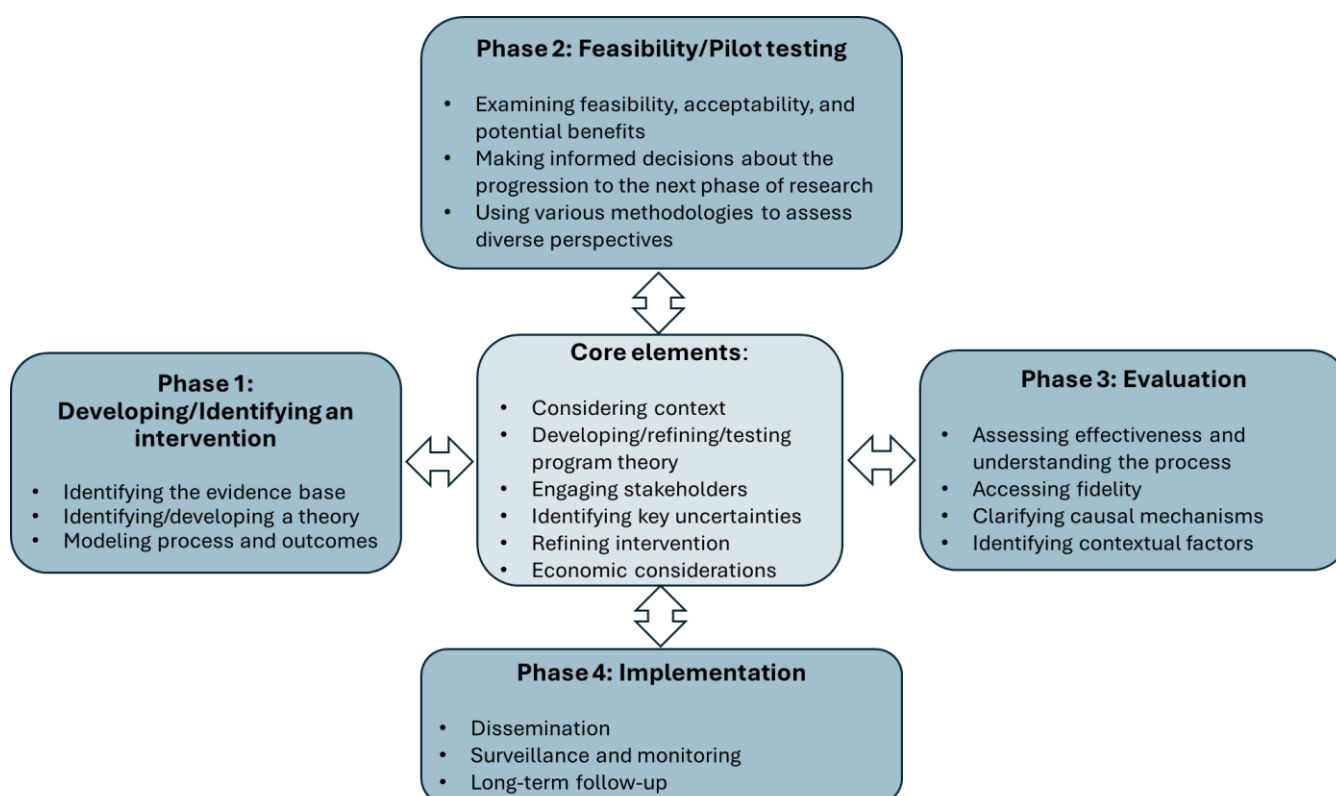 Phase 2: Feasibility/Pilot testing
• Examining feasibility, acceptability, and
potential benefits
• Making informed decisions about the
progression to the next phase of research
• Using various methodologies to assess
diverse perspectives
Phase 1:
Developing/Identifying an
intervention
• Identifying the evidence base
• Identifying/developing a theory
• Modeling process and outcomes
Core elements:
• Considering context
• Developing/refining/testing
program theory
• Engaging stakeholders
• Identifying key uncertainties
• Refining intervention
• Economic considerations
Phase 3: Evaluation
• Assessing effectiveness and
understanding the process
• Accessing fidelity
• Clarifying causal mechanisms
• Identifying contextual factors
Phase 4: Implementation
• Dissemination
• Surveillance and monitoring
• Long-term follow-up